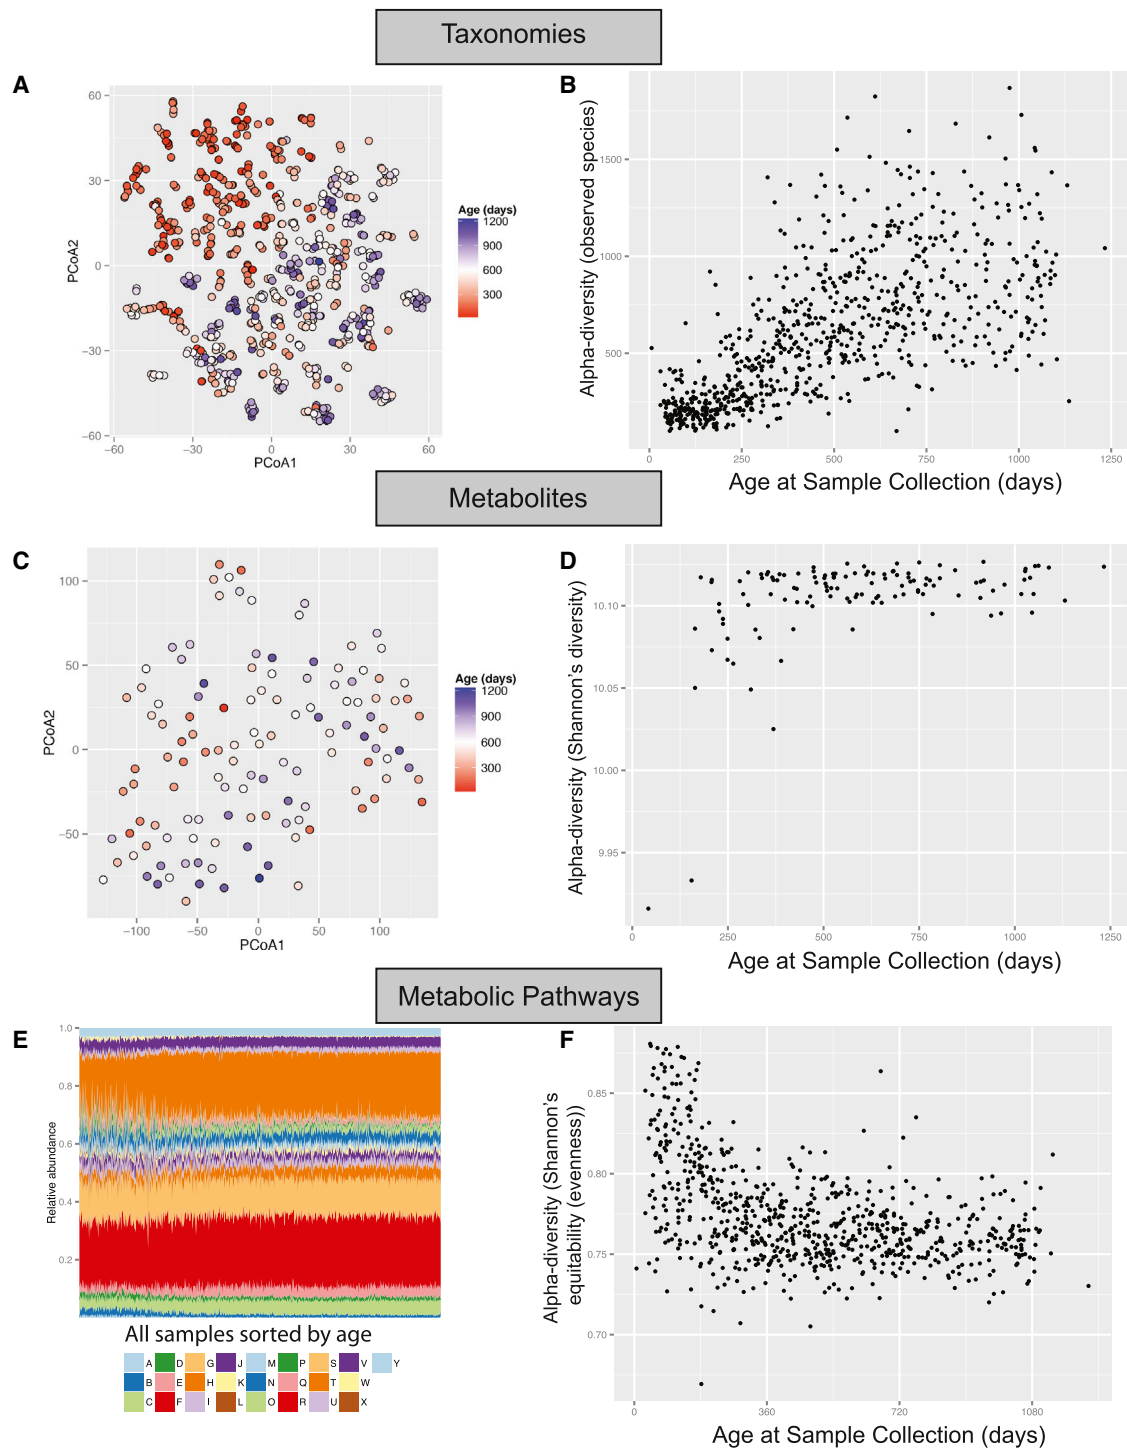 Taxonomies
A
60
30
0
−30
−60
−60 −30 0 30 60
PCoA2
PCoA1
Age (days)
1200
900
600
300
B
1500
1000
500
0 250 500 750 1000 1250
Alpha-diversity (observed species)
Age at Sample Collection (days)
Metabolites
C
100
50
0
−50
−100 −50 0 50 100
PCoA2
PCoA1
Age (days)
1200
900
600
300
D
10.10
10.05
10.00
9.95
0 250 500 750 1000 1250
Alpha-diversity (Shannon's diversity)
Age at Sample Collection (days)
Metabolic Pathways
E
1.0
0.8
0.6
0.4
0.2
Relative abundance
All samples sorted by age
A D G J M P S V Y
B E H K N Q T W
C F I L O R U X
F
0.85
0.80
0.75
0.70
0 360 720 1080
Alpha-diversity (Shannon's
equitability (evenness))
Age at Sample Collection (days)